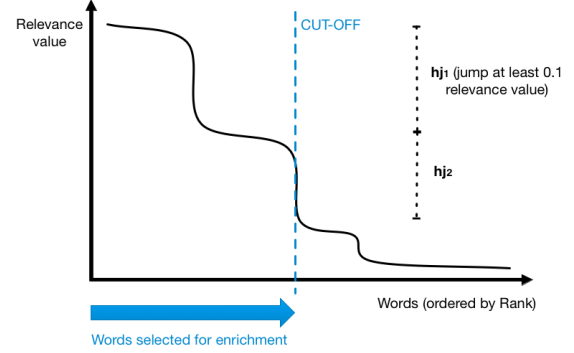 Relevance
value
CUT-OFF
hj1 (jump at least 0.1
relevance value)
hj2
Words (ordered by Rank)
Words selected for enrichment